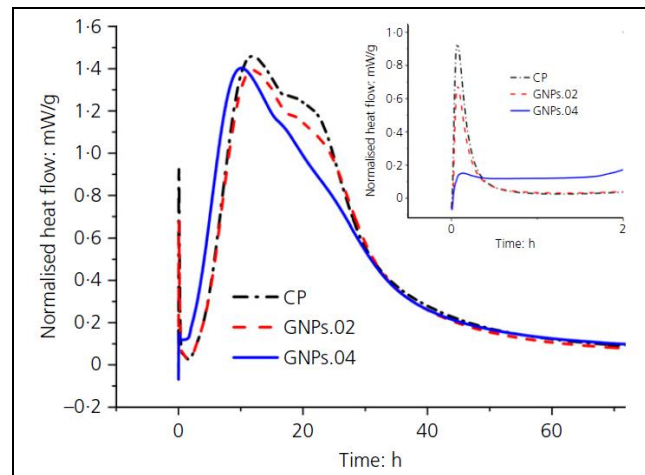 1·6
1·4
1·2
1·0
0·8
0·6
0·4
0·2
0
–0·2
Normalised heat flow: mW/g
0
20
40
60
Time: h
CP
GNPs.02
GNPs.04
1·0
0·8
0·6
0·4
0·2
0
Normalised heat flow: mW/g
0
2
Time: h
CP
GNPs.02
GNPs.04